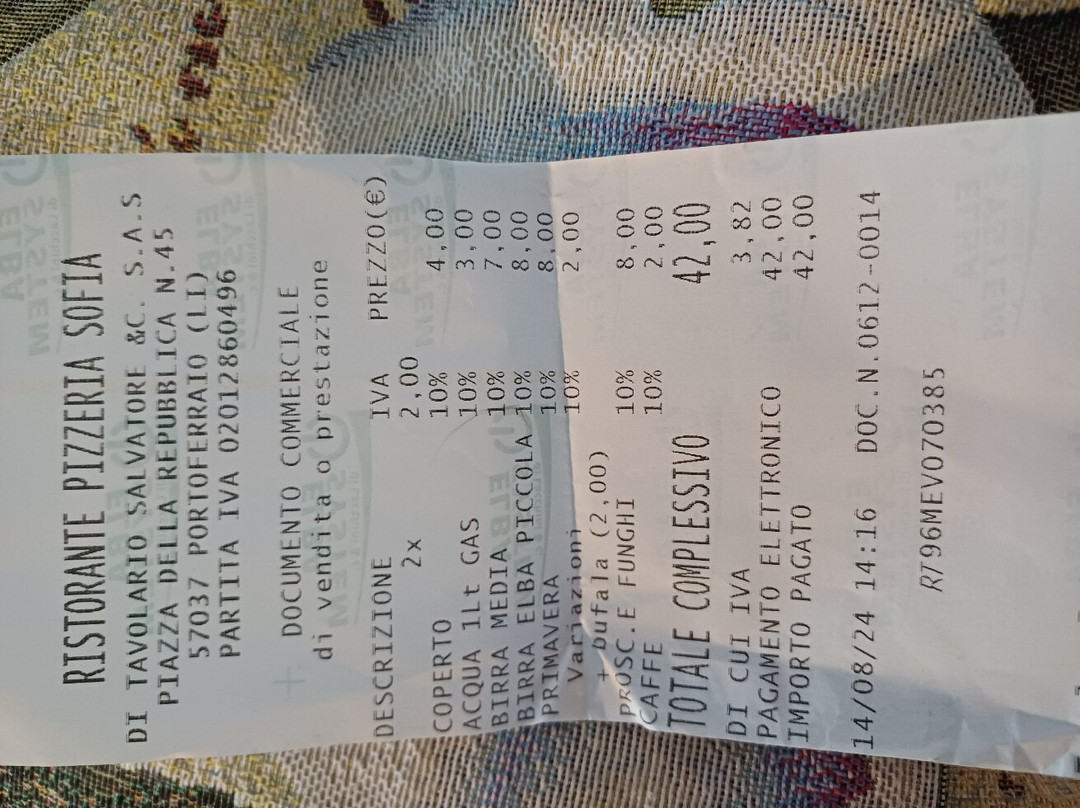 RISTORANTE PIZZERIA SOFIA
DI TAVOLARIO SALVATORE &C. S.A.S
PIAZZA DELLA REPUBBLICA N.45
57037 PORTOFERRAIO (LI)
PARTITA IVA 02012860496
DOCUMENTO COMMERCIALE
di vendita o prestazione
DESCRIZIONE IVA PREZZO(€)
2x 2,00
COPERTO 10% 4,00
ACQUA 1Lt GAS 10% 3,00
BIRRA MEDIA 10% 7,00
BIRRA ELBA PICCOLA 10% 8,00
PRIMAVERA 10% 8,00
Variazioni 10% 2,00
+ bufala (2,00)
PROSC.E FUNGHI 10% 8,00
CAFFE 10% 2,00
TOTALE COMPLESSIVO 42,00
DI CUI IVA 3,82
PAGAMENTO ELETTRONICO 42,00
IMPORTO PAGATO 42,00
14/08/24 14:16 DOC.N.0612-0014
RT96MEV070385